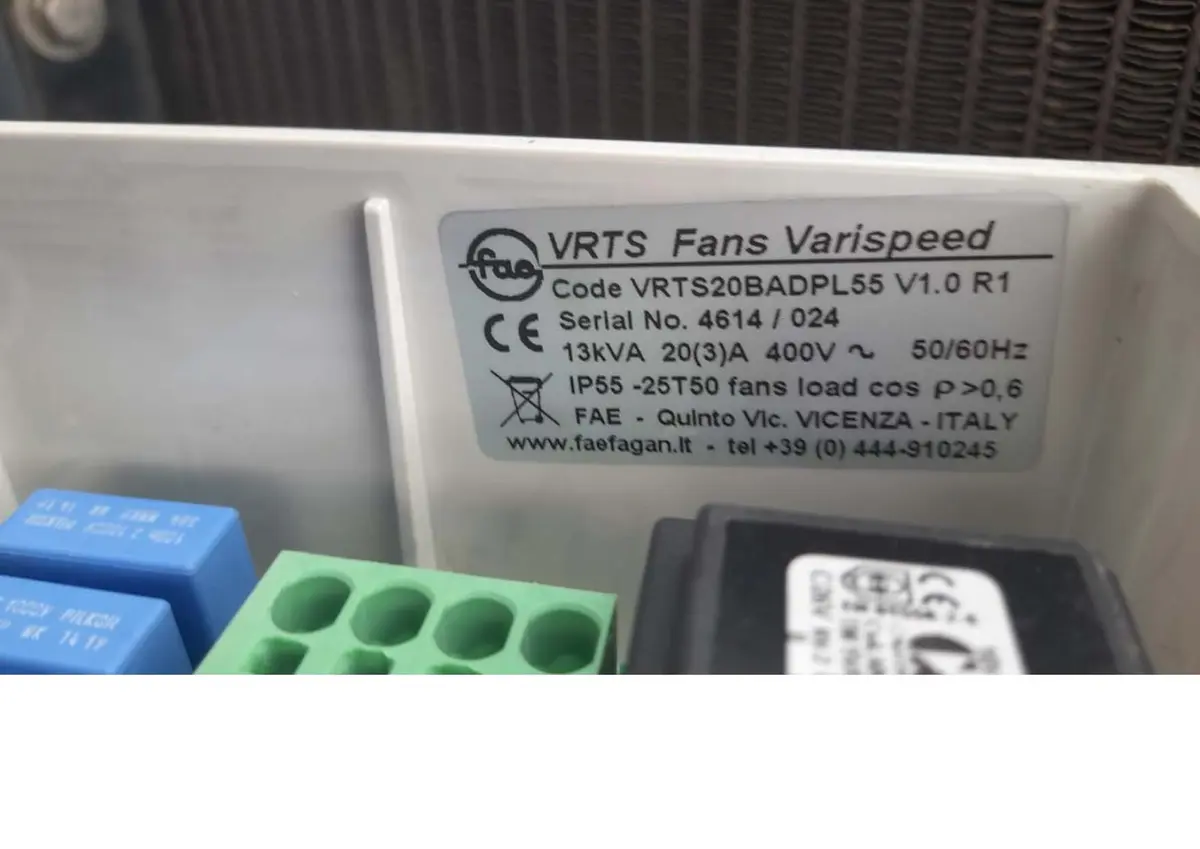 fae
VRTS Fans Varispeed
Code VRTS20BADPL55 V1.0 R1
CE
Serial No. 4614 / 024
13kVA 20(3)A 400V ~ 50/60Hz
IP55 -25T50 fans load cos ρ>0,6
FAE - Quinto Vic. VICENZA - ITALY
www.faefagan.it - tel +39 (0) 444-910245
1000V PILKOR